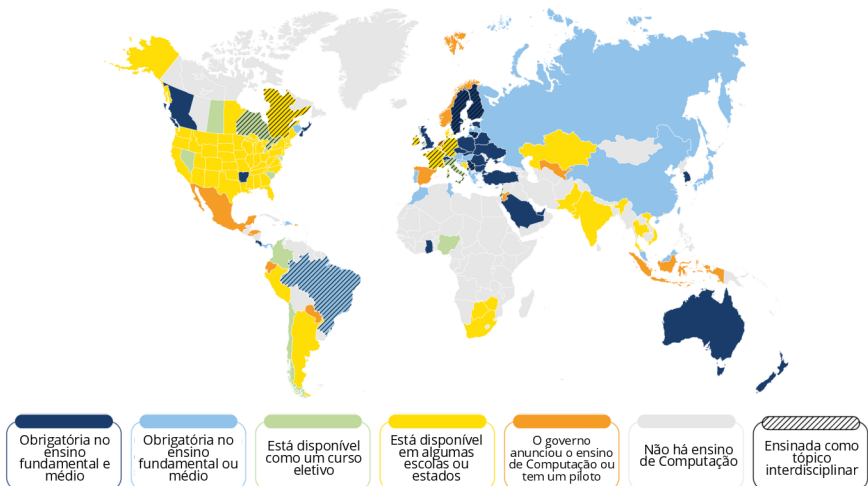 Obrigatória no
ensino
fundamental e
médio
Obrigatória no
ensino
fundamental ou
médio
Está disponível
como um curso
eletivo
Está disponível
em algumas
escolas ou
estados
O governo
anunciou o ensino
de Computação ou
tem um piloto
Não há ensino
de Computação
Ensinada como
tópico
interdisciplinar